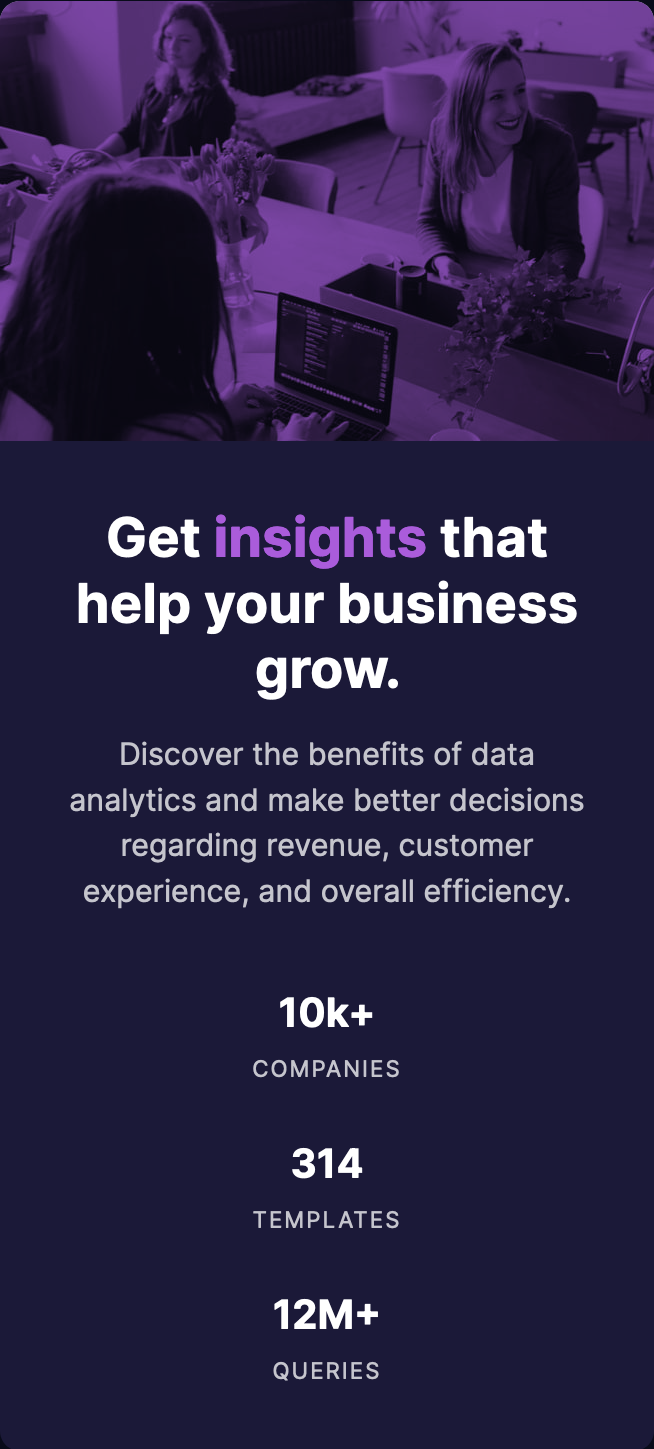 Get insights that
help your business
grow.
Discover the benefits of data
analytics and make better decisions
regarding revenue, customer
experience, and overall efficiency.
10k+
COMPANIES
314
TEMPLATES
12M+
QUERIES